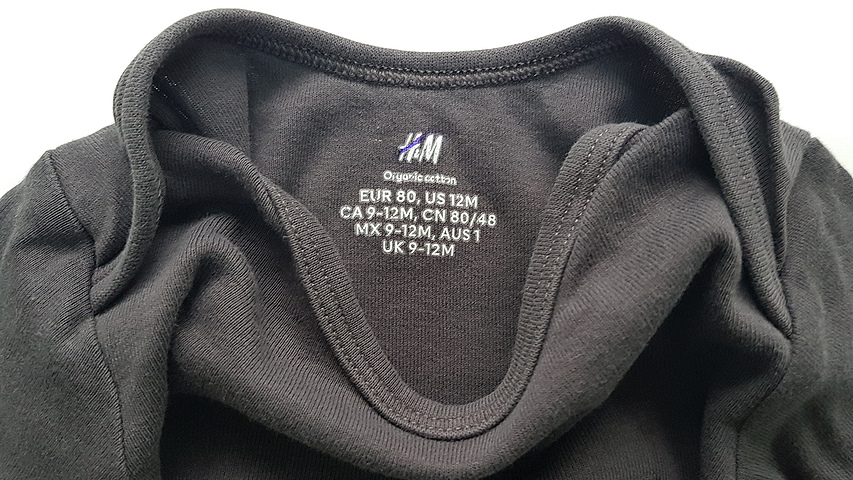 H&M
Organic cotton
EUR 80, US 12M
CA 9-12M, CN 80/48
MX 9-12M, AUS 1
UK 9-12M